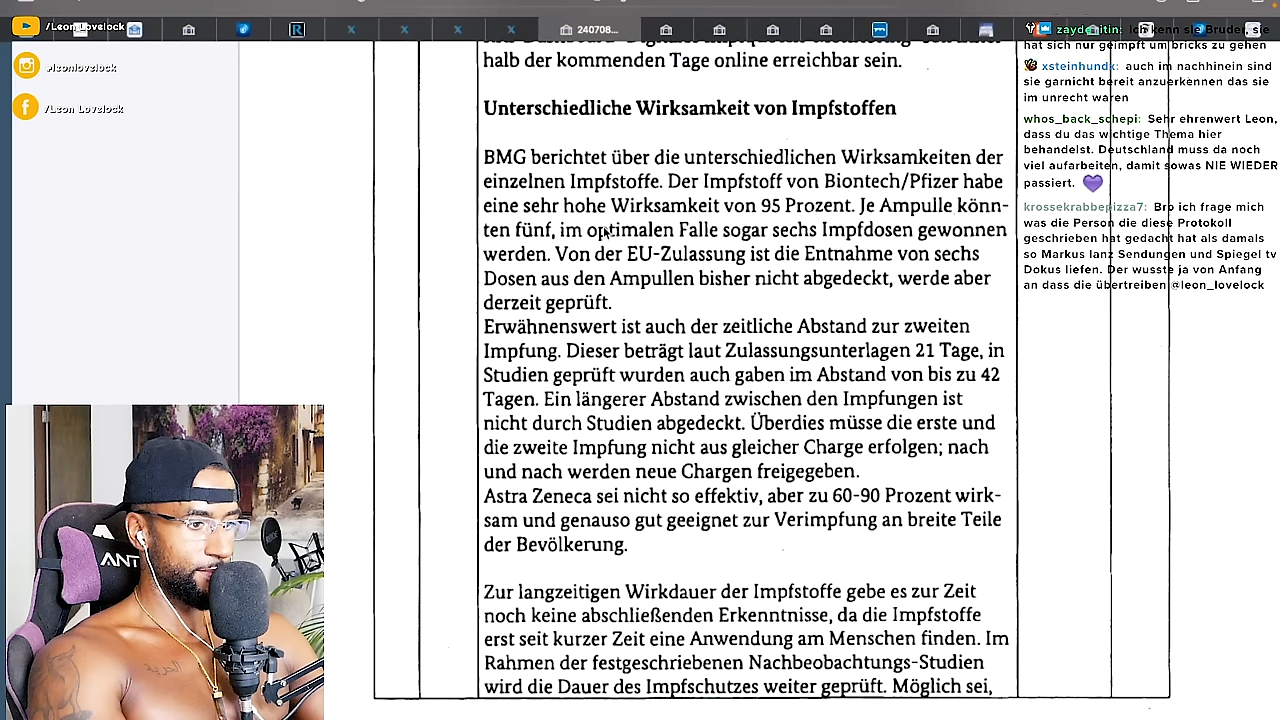 /Leon_Lovelock
240708...
zaydenitin: Ich kenn sie Bruder, sie
hat sich nur geimpft um bricks zu gehen
.leonlovelock
/Leon Lovelock
xsteinhundx: auch im nachhinein sind
sie garnicht bereit anzuerkennen das sie
im unrecht waren
whos_back_schepi: Sehr ehrenwert Leon,
dass du das wichtige Thema hier
behandelst. Deutschland muss da noch
viel aufarbeiten, damit sowas NIE WIEDER
passiert.
krossekrabbepizza7: Bro ich frage mich
was die Person die diese Protokoll
geschrieben hat gedacht hat als damals
so Markus lanz Sendungen und Spiegel tv
Dokus liefen. Der wusste ja von Anfang
an dass die übertreiben @leon_lovelock
halb der kommenden Tage online erreichbar sein.
Unterschiedliche Wirksamkeit von Impfstoffen
BMG berichtet über die unterschiedlichen Wirksamkeiten der
einzelnen Impfstoffe. Der Impfstoff von Biontech/Pfizer habe
eine sehr hohe Wirksamkeit von 95 Prozent. Je Ampulle könn-
ten fünf, im optimalen Falle sogar sechs Impfdosen gewonnen
werden. Von der EU-Zulassung ist die Entnahme von sechs
Dosen aus den Ampullen bisher nicht abgedeckt, werde aber
derzeit geprüft.
Erwähnenswert ist auch der zeitliche Abstand zur zweiten
Impfung. Dieser beträgt laut Zulassungsunterlagen 21 Tage, in
Studien geprüft wurden auch gaben im Abstand von bis zu 42
Tagen. Ein längerer Abstand zwischen den Impfungen ist
nicht durch Studien abgedeckt. Überdies müsse die erste und
die zweite Impfung nicht aus gleicher Charge erfolgen; nach
und nach werden neue Chargen freigegeben.
Astra Zeneca sei nicht so effektiv, aber zu 60-90 Prozent wirk-
sam und genauso gut geeignet zur Verimpfung an breite Teile
der Bevölkerung.
Zur langzeitigen Wirkdauer der Impfstoffe gebe es zur Zeit
noch keine abschließenden Erkenntnisse, da die Impfstoffe
erst seit kurzer Zeit eine Anwendung am Menschen finden. Im
Rahmen der festgeschriebenen Nachbeobachtungs-Studien
wird die Dauer des Impfschutzes weiter geprüft. Möglich sei,
ANT